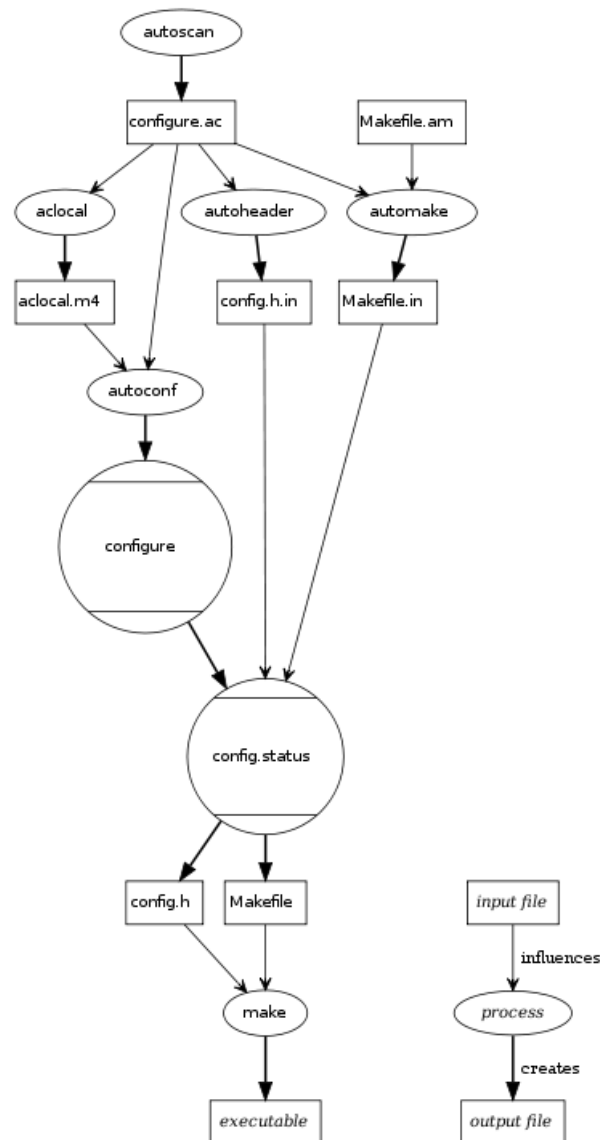 autoscan
configure.ac
Makefile.am
aclocal
autoheader
automake
aclocal.m4
config.h.in
Makefile.in
autoconf
configure
config.status
config.h
Makefile
input file
influences
make
process
creates
executable
output file